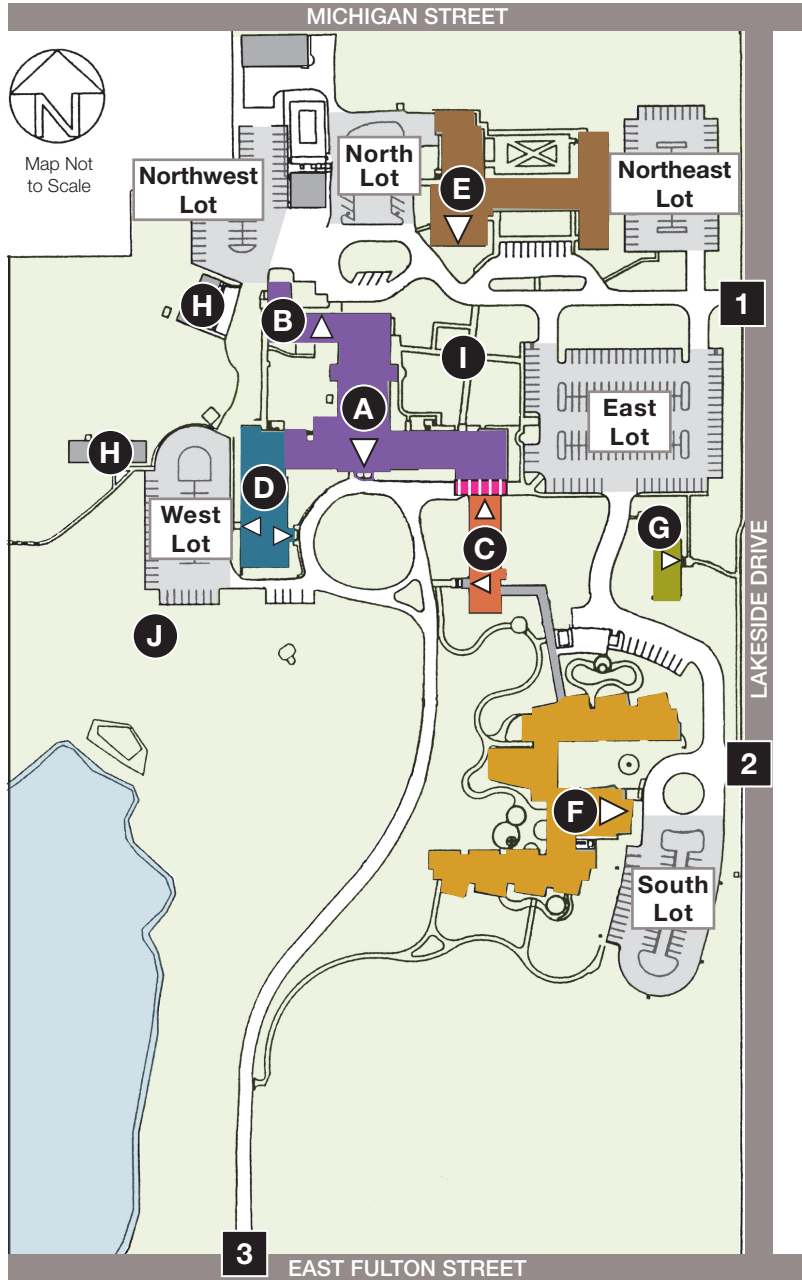 MICHIGAN STREET
N
Map Not
to Scale
Northwest
Lot
North
Lot
E
Northeast
Lot
H
B
1
I
A
East
Lot
H
D
West
Lot
C
G
J
LAKESIDE DRIVE
2
F
South
Lot
3
EAST FULTON STREET